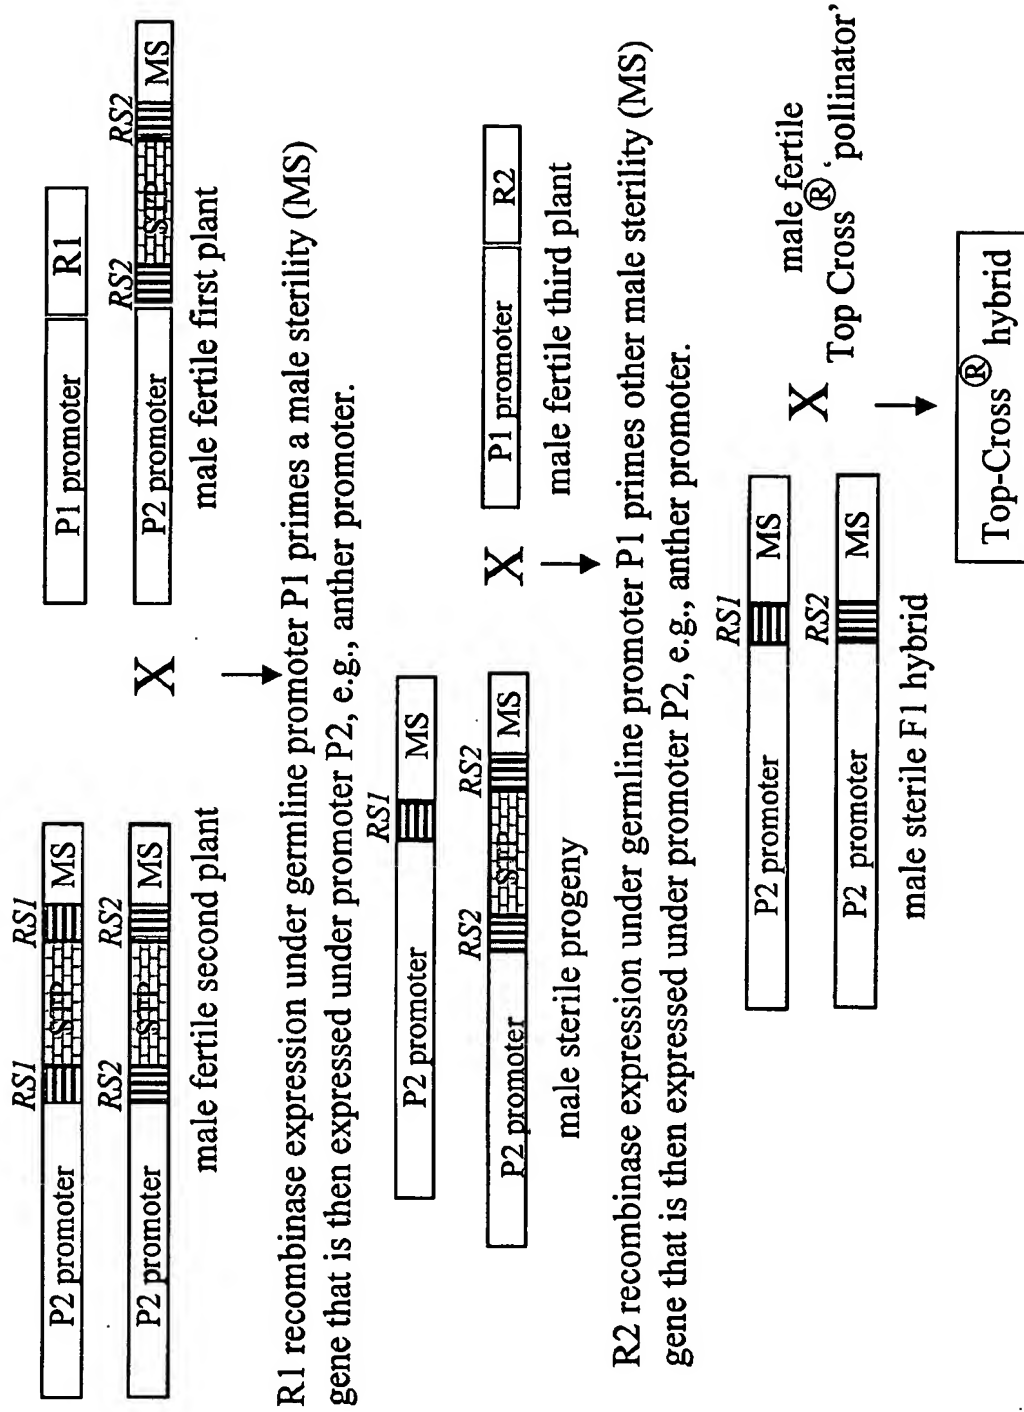 RS1 RS1
P2 promoter STP MS
RS2 RS2
P2 promoter STP MS
male fertile second plant
X
P1 promoter R1
RS2 RS2
P2 promoter STP MS
male fertile first plant
R1 recombinase expression under germline promoter P1 primes a male sterility (MS)
gene that is then expressed under promoter P2, e.g., anther promoter.
RS1
P2 promoter MS
RS2 RS2
P2 promoter STP MS
male sterile progeny
X
P1 promoter R2
male fertile third plant
R2 recombinase expression under germline promoter P1 primes other male sterility (MS)
gene that is then expressed under promoter P2, e.g., anther promoter.
RS1
P2 promoter MS
RS2
P2 promoter MS
male sterile F1 hybrid
X
male fertile
Top Cross® ‘pollinator’
Top-Cross® hybrid